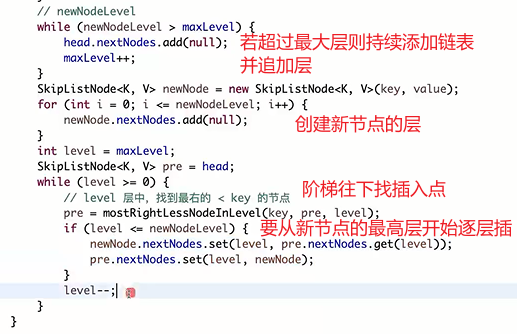 // newNodeLevel
while (newNodeLevel > maxLevel) {
head.nextNodes.add(null); 若超过最大层则持续添加链表
maxLevel++; 并追加层
}
SkipListNode<K, V> newNode = new SkipListNode<K, V>(key, value);
for (int i = 0; i <= newNodeLevel; i++) {
newNode.nextNodes.add(null);
} 创建新节点的层
int level = maxLevel;
SkipListNode<K, V> pre = head;
while (level >= 0) { 阶梯往下找插入点
// level 层中，找到最右的 < key 的节点
pre = mostRightLessNodeInLevel(key, pre, level);
if (level <= newNodeLevel) { 要从新节点的最高层开始逐层插
newNode.nextNodes.set(level, pre.nextNodes.get(level));
pre.nextNodes.set(level, newNode);
}
level--;
}
}